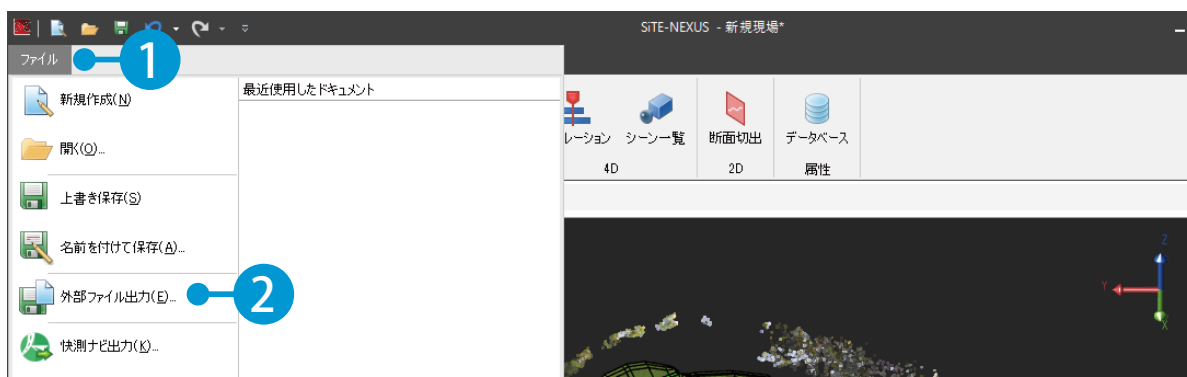 SiTE-NEXUS - 新規現場*
ファイル
1
新規作成(N)
開く(O)...
上書き保存(S)
名前を付けて保存(A)...
外部ファイル出力(E)...
2
快測ナビ出力(K)...
最近使用したドキュメント
レーション
シーン一覧
断面切出
データベース
4D
2D
属性
Z
Y
X